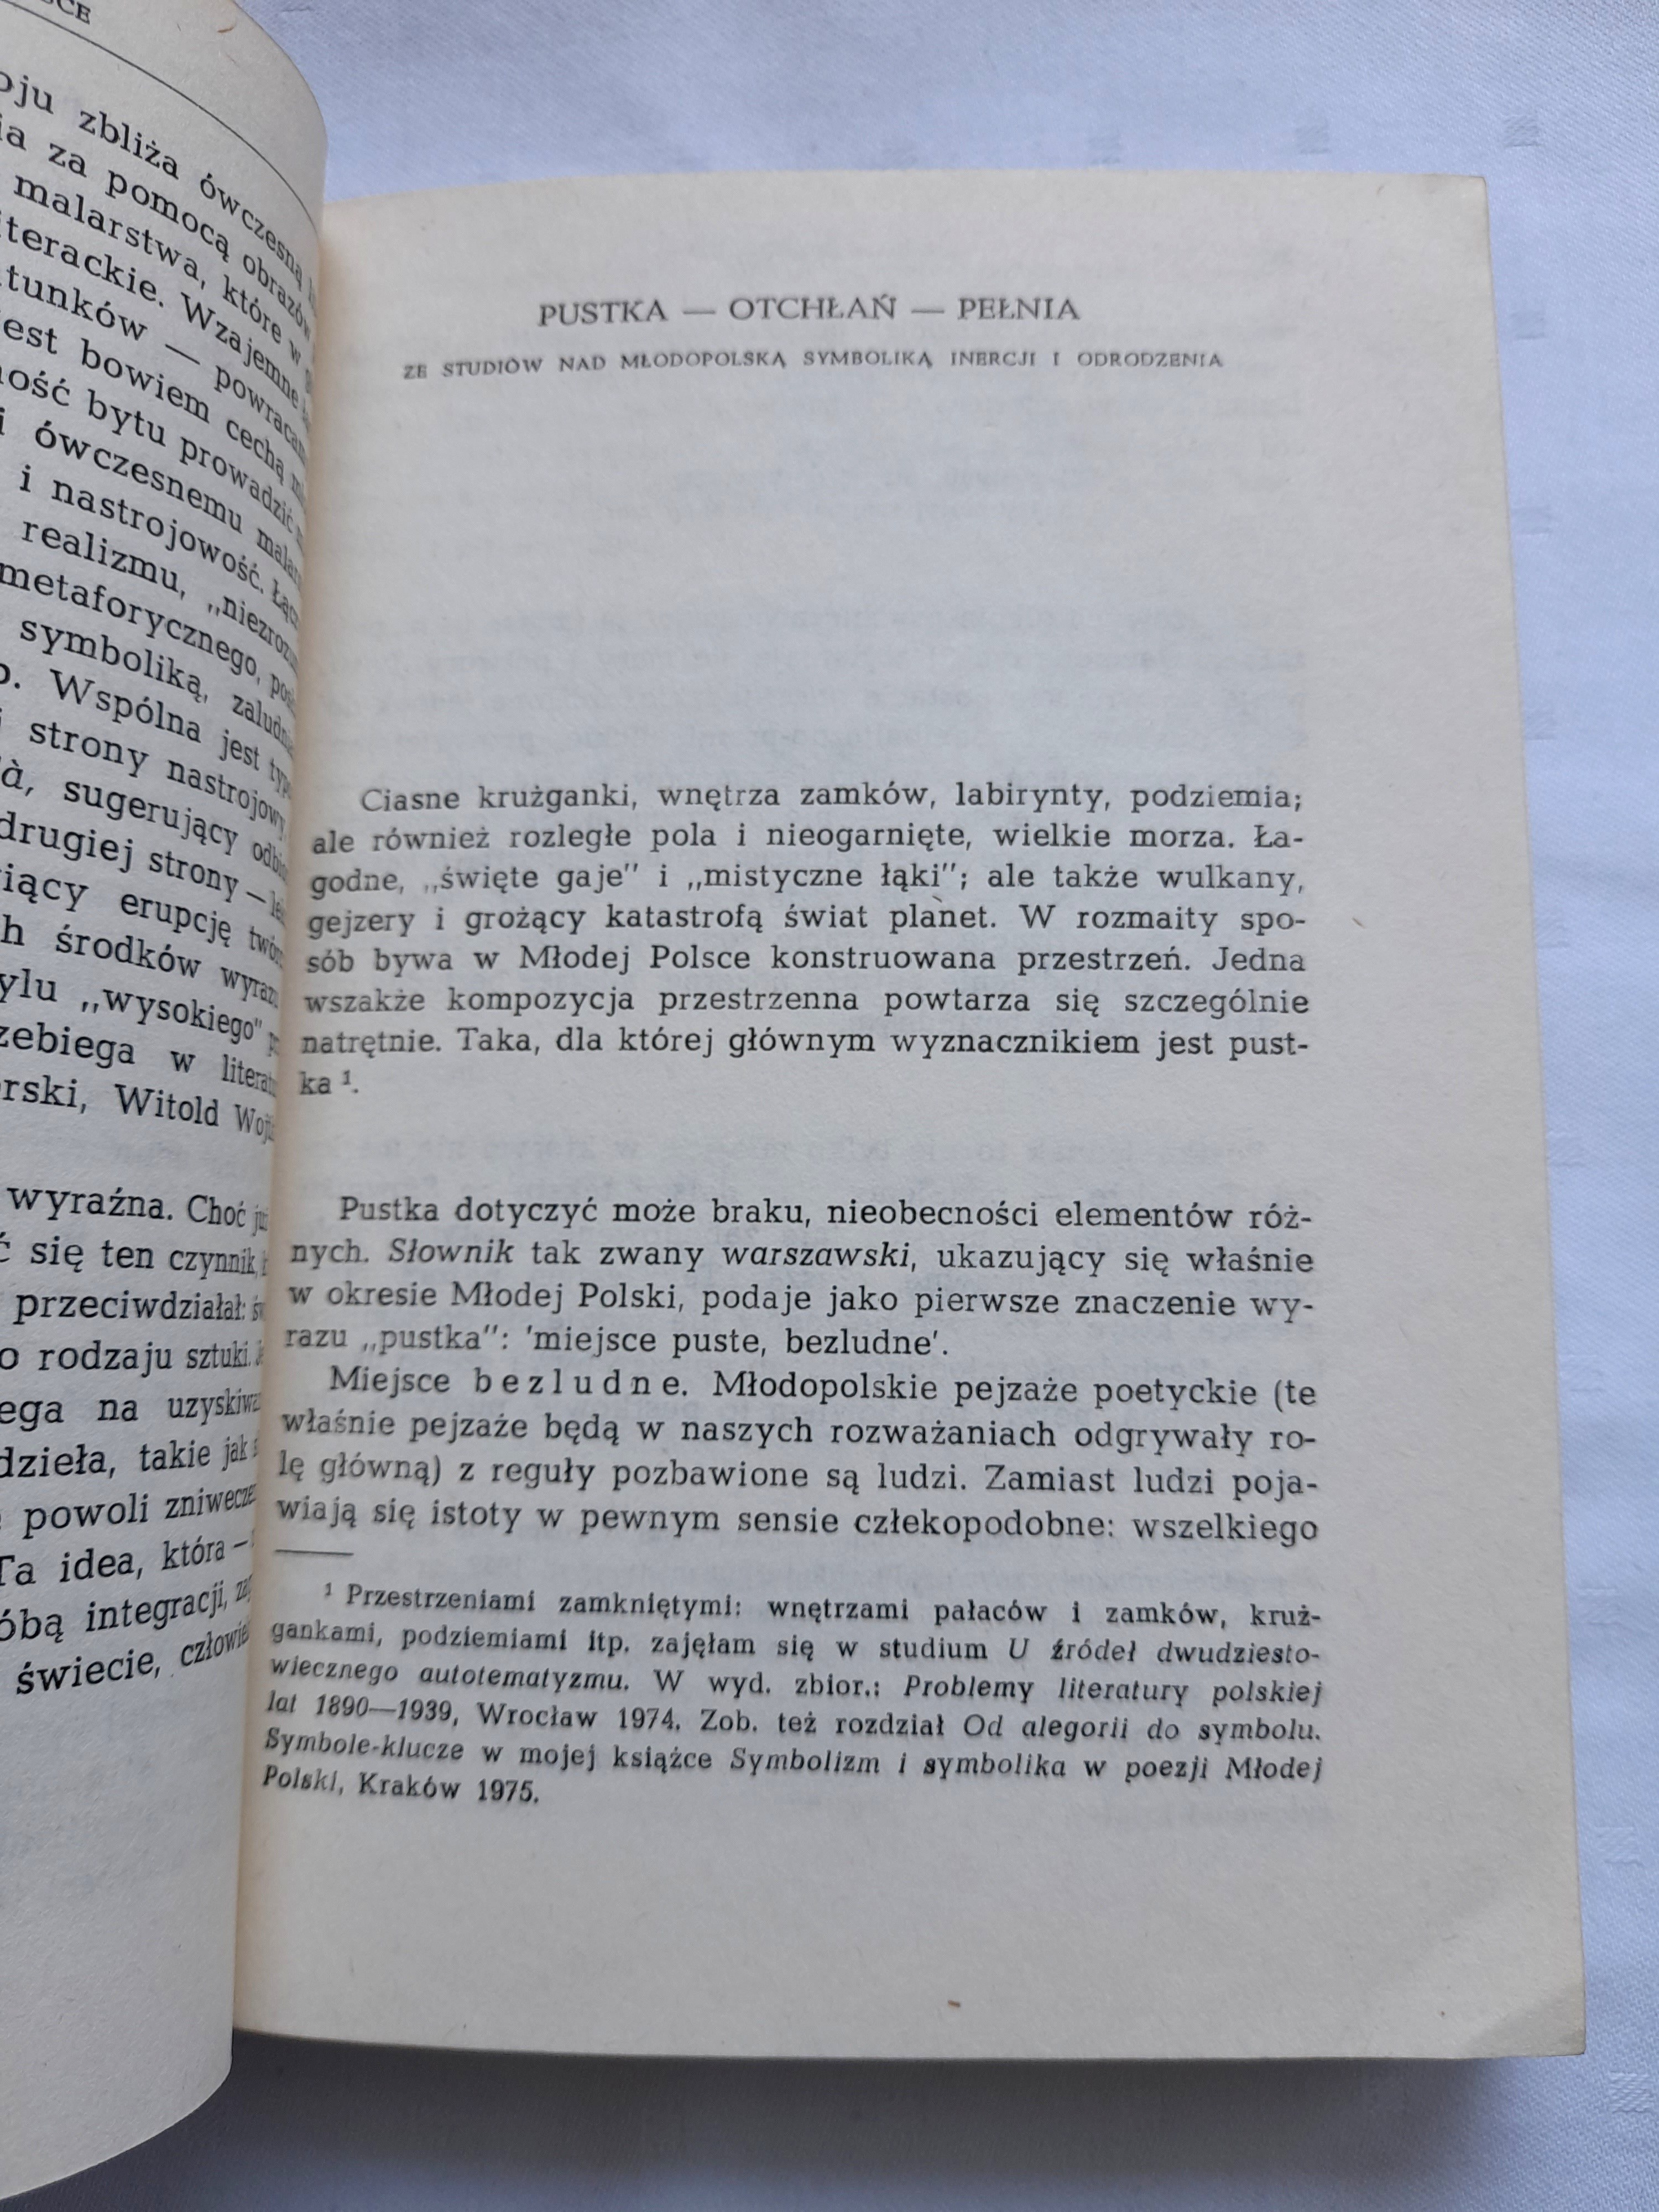 zbliża ówczesną
za pomocą obrazów
malarstwa, które w
Wzajemne
— powracam
bowiem cechą
bytu prowadzić
ówczesnemu
i nastrojowość.
realizmu,
metaforycznego,
symboliką,
Wspólna jest
strony nastrojowy
sugerujący
drugiej strony —
erupcję
środków
„wysokiego"
w
Witold
wyraźna. Choć
się ten czynnik,
przeciwdziałał:
rodzaju sztuki.
na
dzieła, takie jak
powoli
Ta idea, która —
integracji,
świecie,
PUSTKA — OTCHŁAŃ — PEŁNIA
ZE STUDIÓW NAD MŁODOPOLSKĄ SYMBOLIKĄ INERCJI I ODRODZENIA
Ciasne krużganki, wnętrza zamków, labirynty, podziemia;
ale również rozległe pola i nieogarnięte, wielkie morza. Ła-
godne, „święte gaje" i „mistyczne łąki"; ale także wulkany,
gejzery i grożący katastrofą świat planet. W rozmaity spo-
sób bywa w Młodej Polsce konstruowana przestrzeń. Jedna
wszakże kompozycja przestrzenna powtarza się szczególnie
natrętnie. Taka, dla której głównym wyznacznikiem jest pust-
ka ¹.
Pustka dotyczyć może braku, nieobecności elementów róż-
nych. Słownik tak zwany warszawski, ukazujący się właśnie
w okresie Młodej Polski, podaje jako pierwsze znaczenie wy-
razu „pustka": 'miejsce puste, bezludne'.
Miejsce bezludne. Młodopolskie pejzaże poetyckie (te
właśnie pejzaże będą w naszych rozważaniach odgrywały ro-
lę główną) z reguły pozbawione są ludzi. Zamiast ludzi poja-
wiają się istoty w pewnym sensie człekopodobne: wszelkiego
¹ Przestrzeniami zamkniętymi: wnętrzami pałaców i zamków, kruż-
gankami, podziemiami itp. zajęłam się w studium U źródeł dwudziesto-
wiecznego autotematyzmu. W wyd. zbior.: Problemy literatury polskiej
lat 1890—1939, Wrocław 1974. Zob. też rozdział Od alegorii do symbolu.
Symbole-klucze w mojej książce Symbolizm i symbolika w poezji Młodej
Polski, Kraków 1975.